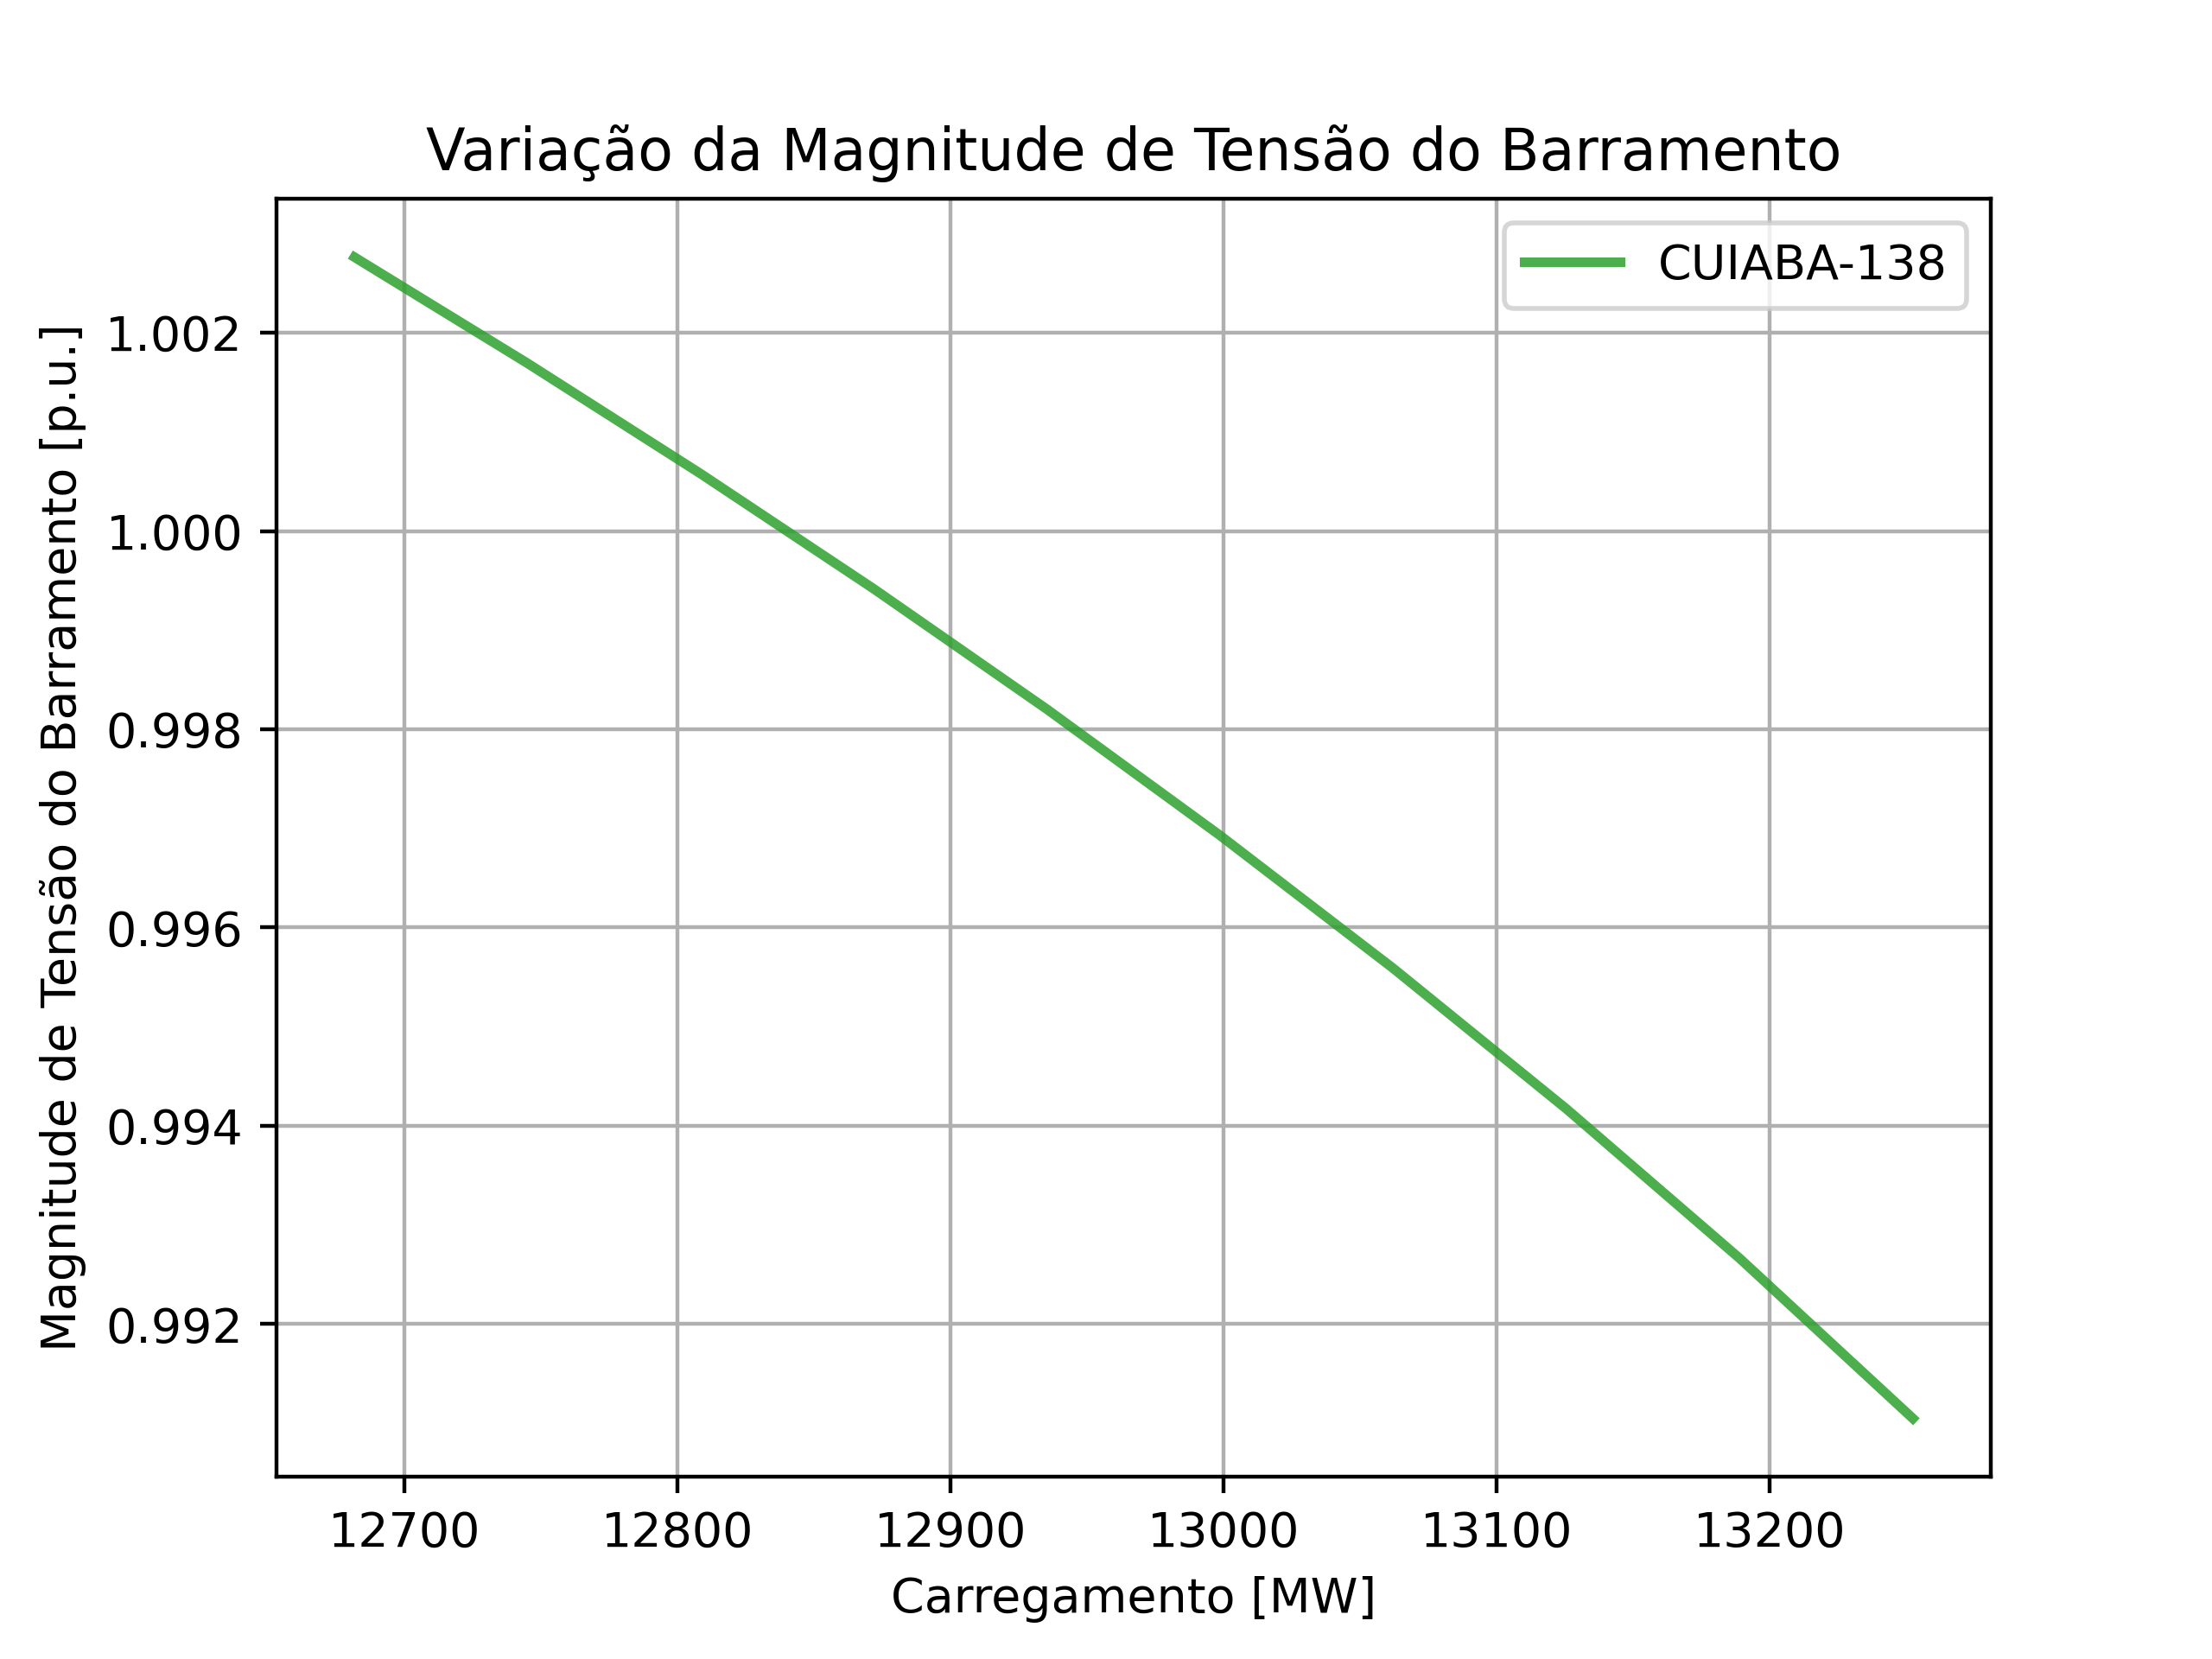 Variação da Magnitude de Tensão do Barramento
CUIABA-138
Magnitude de Tensão do Barramento [p.u.]
1.002
1.000
0.998
0.996
0.994
0.992
12700 12800 12900 13000 13100 13200
Carregamento [MW]